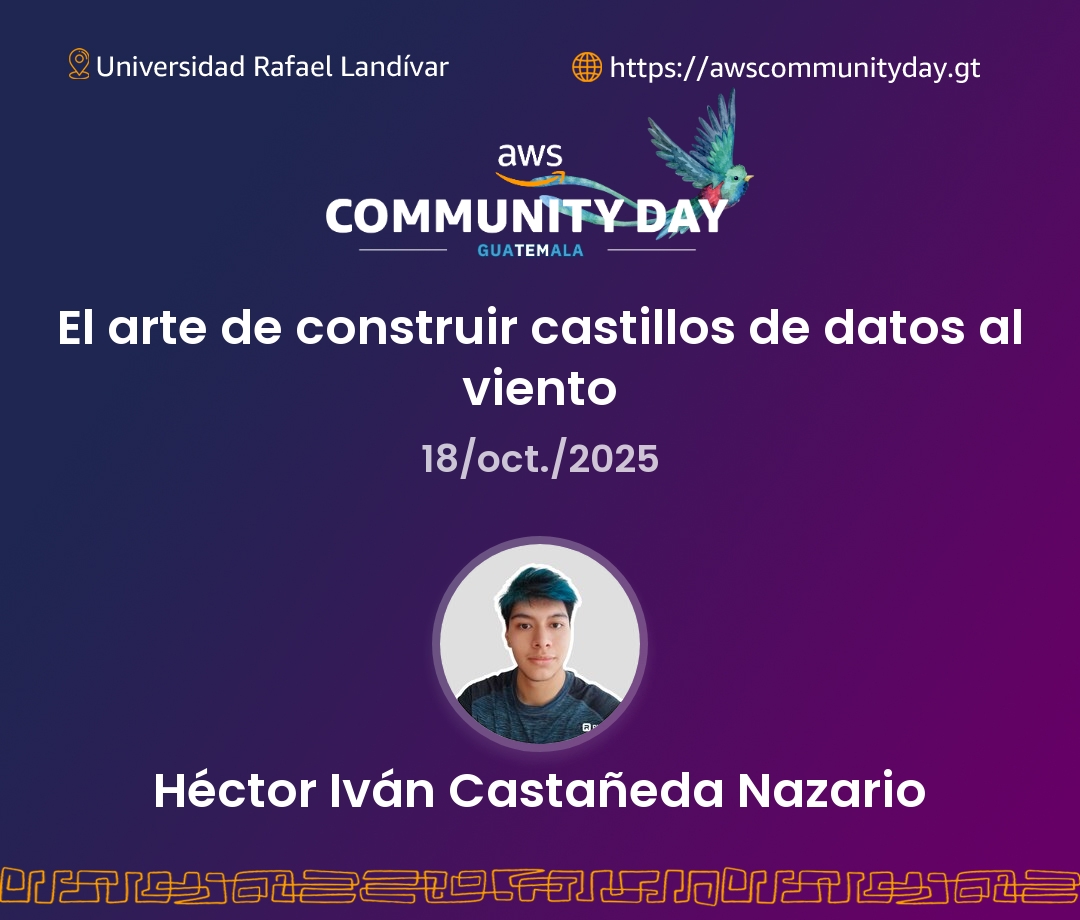 Universidad Rafael Landívar
https://awscommunityday.gt
aws
COMMUNITY DAY
GUATEMALA
El arte de construir castillos de datos al
viento
18/oct./2025
Héctor Iván Castañeda Nazario